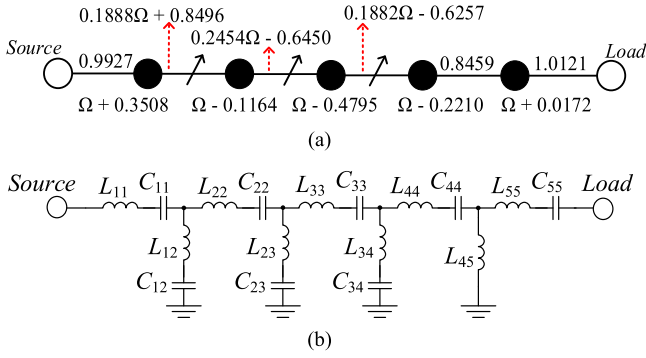 0.1888Ω + 0.8496
0.1882Ω - 0.6257
0.2454Ω - 0.6450
Source
Load
0.9927
0.8459
1.0121
Ω + 0.3508
Ω - 0.1164
Ω - 0.4795
Ω - 0.2210
Ω + 0.0172
(a)
Source
L11
C11
L22
C22
L33
C33
L44
C44
L55
C55
Load
L12
L23
L34
L45
C12
C23
C34
(b)